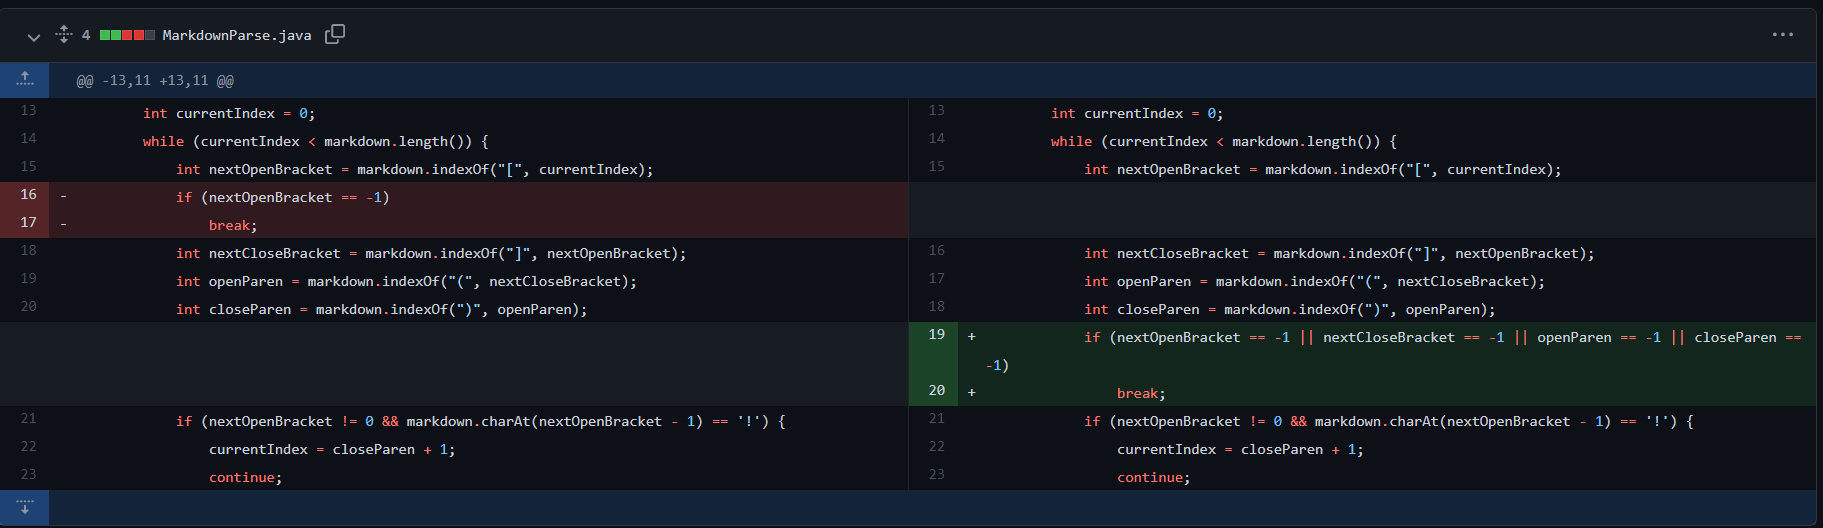 4 MarkdownParse.java
@@ -13,11 +13,11 @@
13 int currentIndex = 0;
14 while (currentIndex < markdown.length()) {
15 int nextOpenBracket = markdown.indexOf("[", currentIndex);
16 - if (nextOpenBracket == -1)
17 - break;
18 int nextCloseBracket = markdown.indexOf("]", nextOpenBracket);
19 int openParen = markdown.indexOf("(", nextCloseBracket);
20 int closeParen = markdown.indexOf(")", openParen);
21 if (nextOpenBracket != 0 && markdown.charAt(nextOpenBracket - 1) == '!') {
22 currentIndex = closeParen + 1;
23 continue;
13 int currentIndex = 0;
14 while (currentIndex < markdown.length()) {
15 int nextOpenBracket = markdown.indexOf("[", currentIndex);
16 int nextCloseBracket = markdown.indexOf("]", nextOpenBracket);
17 int openParen = markdown.indexOf("(", nextCloseBracket);
18 int closeParen = markdown.indexOf(")", openParen);
19 + if (nextOpenBracket == -1 || nextCloseBracket == -1 || openParen == -1 || closeParen ==
-1)
20 + break;
21 if (nextOpenBracket != 0 && markdown.charAt(nextOpenBracket - 1) == '!') {
22 currentIndex = closeParen + 1;
23 continue;